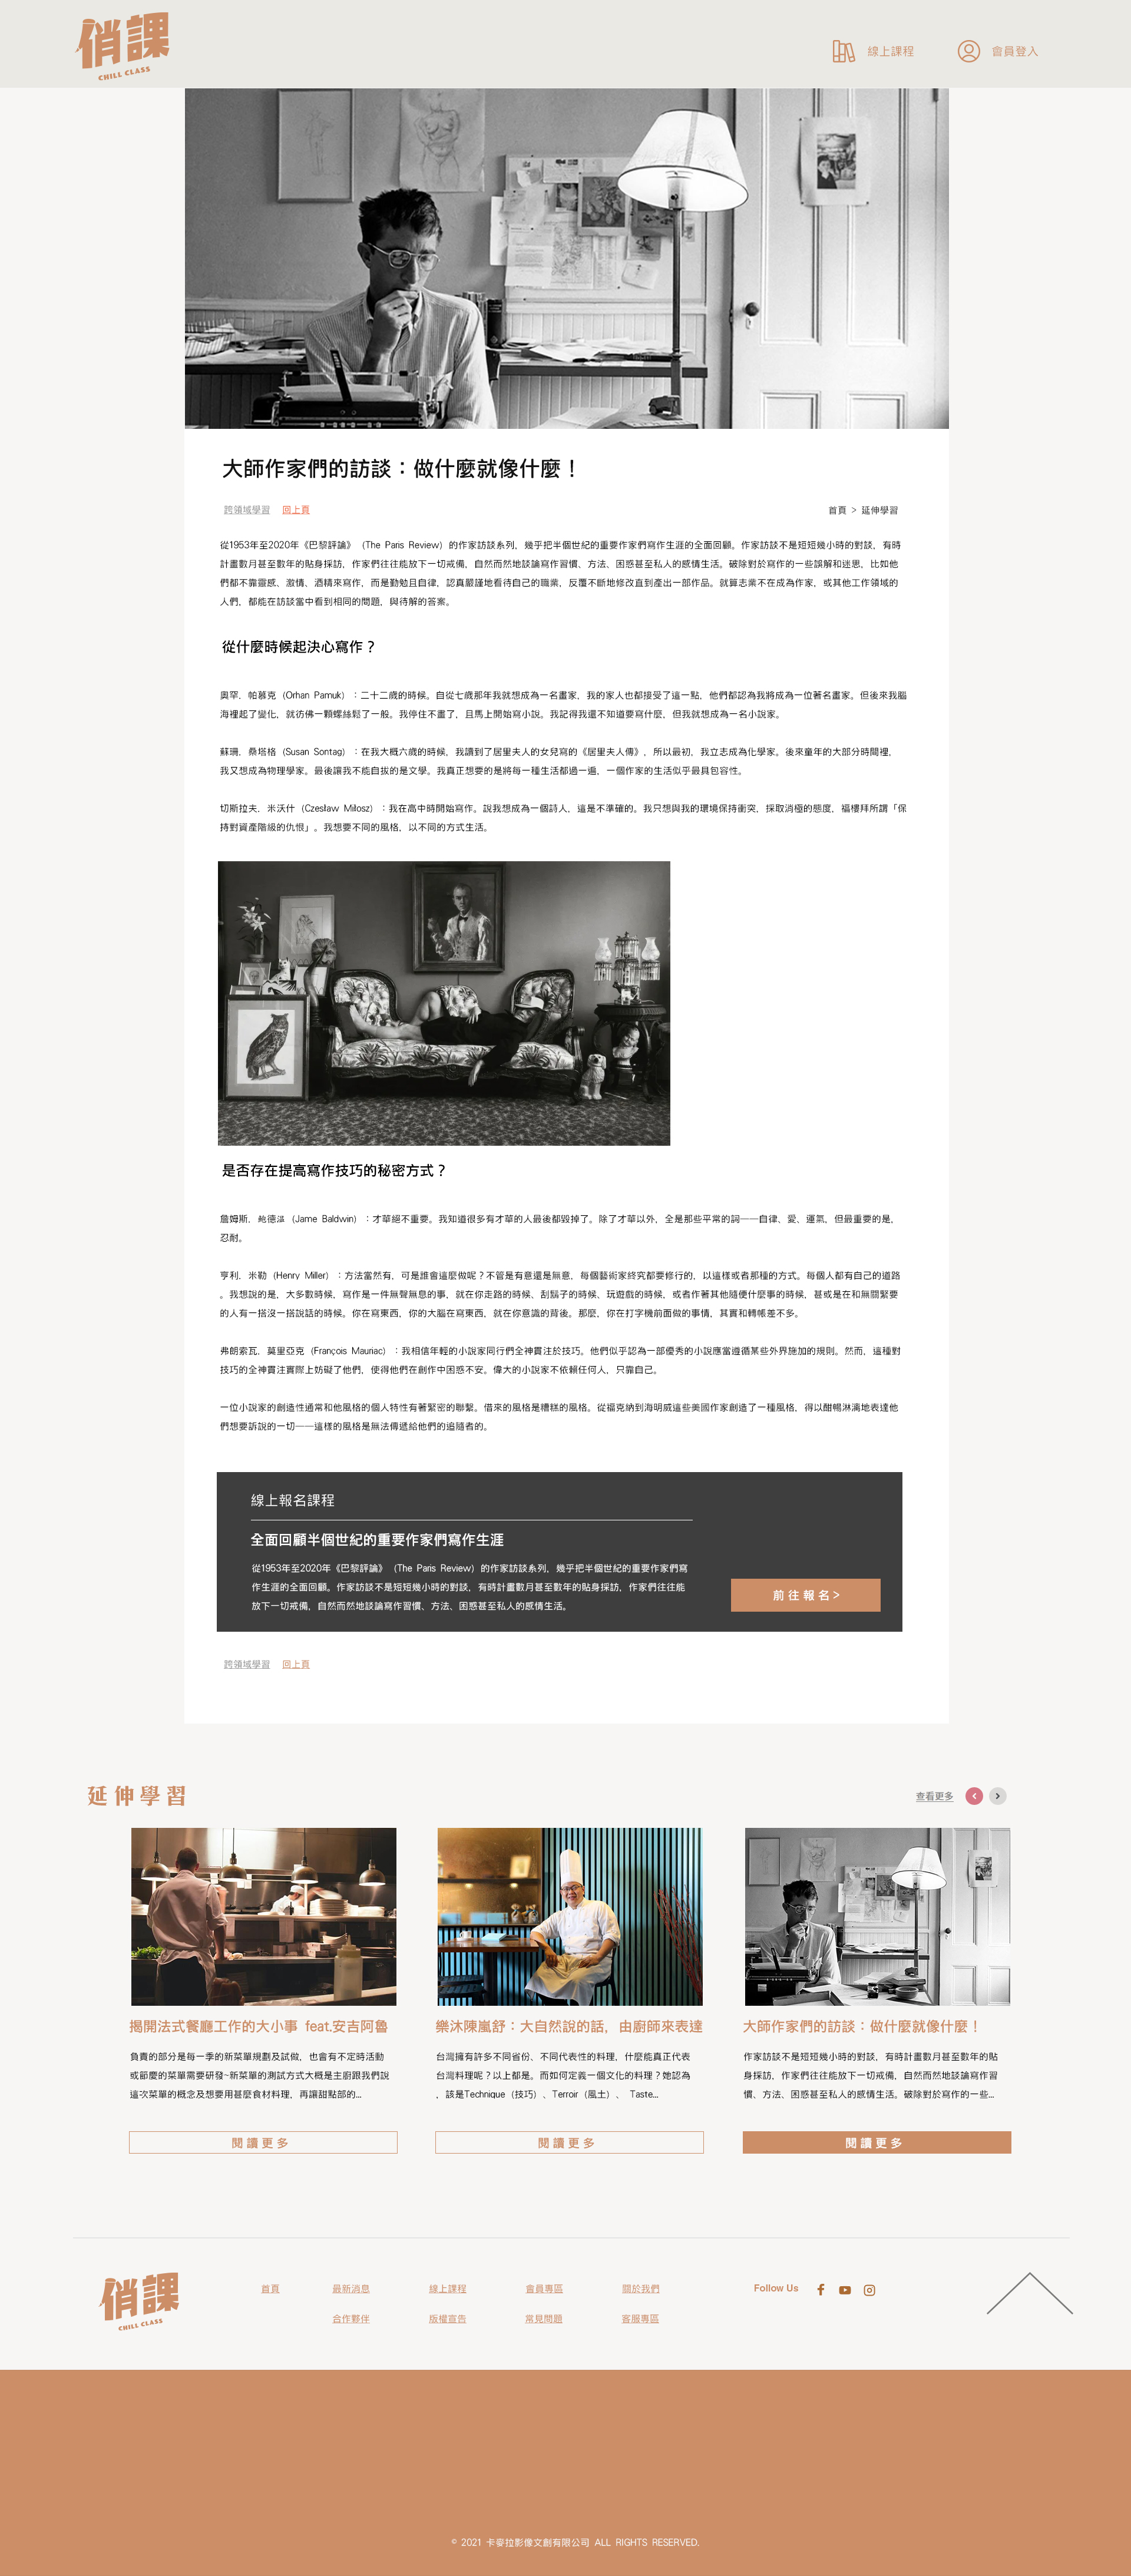 俏課
CHILL CLASS
線上課程
會員登入
大師作家們的訪談：做什麼就像什麼！
跨領域學習 回上頁
首頁 > 延伸學習
從1953年至2020年《巴黎評論》（The Paris Review）的作家訪談系列，幾乎把半個世紀的重要作家們寫作生涯的全面回顧。作家訪談不是短短幾小時的對談，有時
計畫數月甚至數年的貼身採訪，作家們往往能放下一切戒備，自然而然地談論寫作習慣、方法、困惑甚至私人的感情生活。破除對於寫作的一些誤解和迷思，比如他
們都不靠靈感、激情、酒精來寫作，而是勤勉且自律，認真嚴謹地看待自己的職業，反覆不斷地修改直到產出一部作品。就算志業不在成為作家，或其他工作領域的
人們，都能在訪談當中看到相同的問題，與待解的答案。
從什麼時候起決心寫作？
奧罕．帕慕克（Orhan Pamuk）：二十二歲的時候。自從七歲那年我就想成為一名畫家，我的家人也都接受了這一點，他們都認為我將成為一位著名畫家。但後來我腦
海裡起了變化，就彷佛一顆螺絲鬆了一般。我停住不畫了，且馬上開始寫小說。我記得我還不知道要寫什麼，但我就想成為一名小說家。
蘇珊．桑塔格（Susan Sontag）：在我大概六歲的時候，我讀到了居里夫人的女兒寫的《居里夫人傳》，所以最初，我立志成為化學家。後來童年的大部分時間裡，
我又想成為物理學家。最後讓我不能自拔的是文學。我真正想要的是將每一種生活都過一遍，一個作家的生活似乎最具包容性。
切斯拉夫．米沃什（Czesław Miłosz）：我在高中時開始寫作。說我想成為一個詩人，這是不準確的。我只想與我的環境保持衝突，採取消極的態度，福樓拜所謂「保
持對資產階級的仇恨」。我想要不同的風格，以不同的方式生活。
是否存在提高寫作技巧的秘密方式？
詹姆斯．鮑德溫（Jame Baldwin）：才華絕不重要。我知道很多有才華的人最後都毀掉了。除了才華以外，全是那些平常的詞——自律、愛、運氣，但最重要的是，
忍耐。
亨利．米勒（Henry Miller）：方法當然有，可是誰會這麼做呢？不管是有意還是無意，每個藝術家終究都要修行的，以這樣或者那種的方式。每個人都有自己的道路
。我想說的是，大多數時候，寫作是一件無聲無息的事，就在你走路的時候、刮鬍子的時候、玩遊戲的時候，或者作著其他隨便什麼事的時候，甚或是在和無關緊要
的人有一搭沒一搭說話的時候。你在寫東西，你的大腦在寫東西，就在你意識的背後。那麼，你在打字機前面做的事情，其實和轉帳差不多。
弗朗索瓦．莫里亞克（François Mauriac）：我相信年輕的小說家同行們全神貫注於技巧。他們似乎認為一部優秀的小說應當遵循某些外界施加的規則。然而，這種對
技巧的全神貫注實際上妨礙了他們，使得他們在創作中困惑不安。偉大的小說家不依賴任何人，只靠自己。
一位小說家的創造性通常和他風格的個人特性有著緊密的聯繫。借來的風格是糟糕的風格。從福克納到海明威這些美國作家創造了一種風格，得以酣暢淋漓地表達他
們想要訴說的一切——這樣的風格是無法傳遞給他們的追隨者的。
線上報名課程
全面回顧半個世紀的重要作家們寫作生涯
從1953年至2020年《巴黎評論》（The Paris Review）的作家訪談系列，幾乎把半個世紀的重要作家們寫
作生涯的全面回顧。作家訪談不是短短幾小時的對談，有時計畫數月甚至數年的貼身採訪，作家們往往能
放下一切戒備，自然而然地談論寫作習慣、方法、困惑甚至私人的感情生活。
前往報名>
跨領域學習 回上頁
延伸學習
查看更多
揭開法式餐廳工作的大小事 feat.安吉阿魯
負責的部分是每一季的新菜單規劃及試做，也會有不定時活動
或節慶的菜單需要研發~新菜單的測試方式大概是主廚跟我們說
這次菜單的概念及想要用甚麼食材料理，再讓甜點部的...
閱讀更多
樂沐陳嵐舒：大自然說的話，由廚師來表達
台灣擁有許多不同省份、不同代表性的料理，什麼能真正代表
台灣料理呢？以上都是。而如何定義一個文化的料理？她認為
，該是Technique（技巧）、Terroir（風土）、 Taste...
閱讀更多
大師作家們的訪談：做什麼就像什麼！
作家訪談不是短短幾小時的對談，有時計畫數月甚至數年的貼
身採訪，作家們往往能放下一切戒備，自然而然地談論寫作習
慣、方法、困惑甚至私人的感情生活。破除對於寫作的一些...
閱讀更多
俏課
CHILL CLASS
首頁 最新消息 線上課程 會員專區 關於我們
合作夥伴 版權宣告 常見問題 客服專區
Follow Us
© 2021 卡麥拉影像文創有限公司 ALL RIGHTS RESERVED.